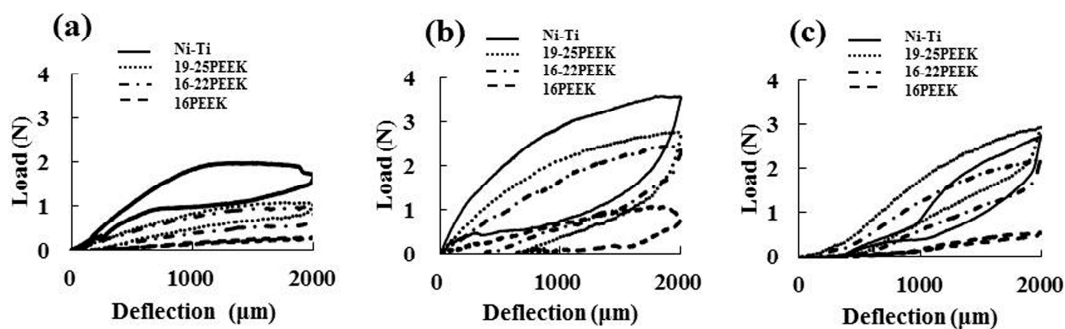 (a)
Ni-Ti
19-25PEEK
16-22PEEK
16PEEK
4
3
2
1
0
Load (N)
0 1000 2000
Deflection (μm)
(b)
Ni-Ti
19-25PEEK
16-22PEEK
16PEEK
4
3
2
1
0
Load (N)
0 1000 2000
Deflection (μm)
(c)
Ni-Ti
19-25PEEK
16-22PEEK
16PEEK
4
3
2
1
0
Load (N)
0 1000 2000
Deflection (μm)